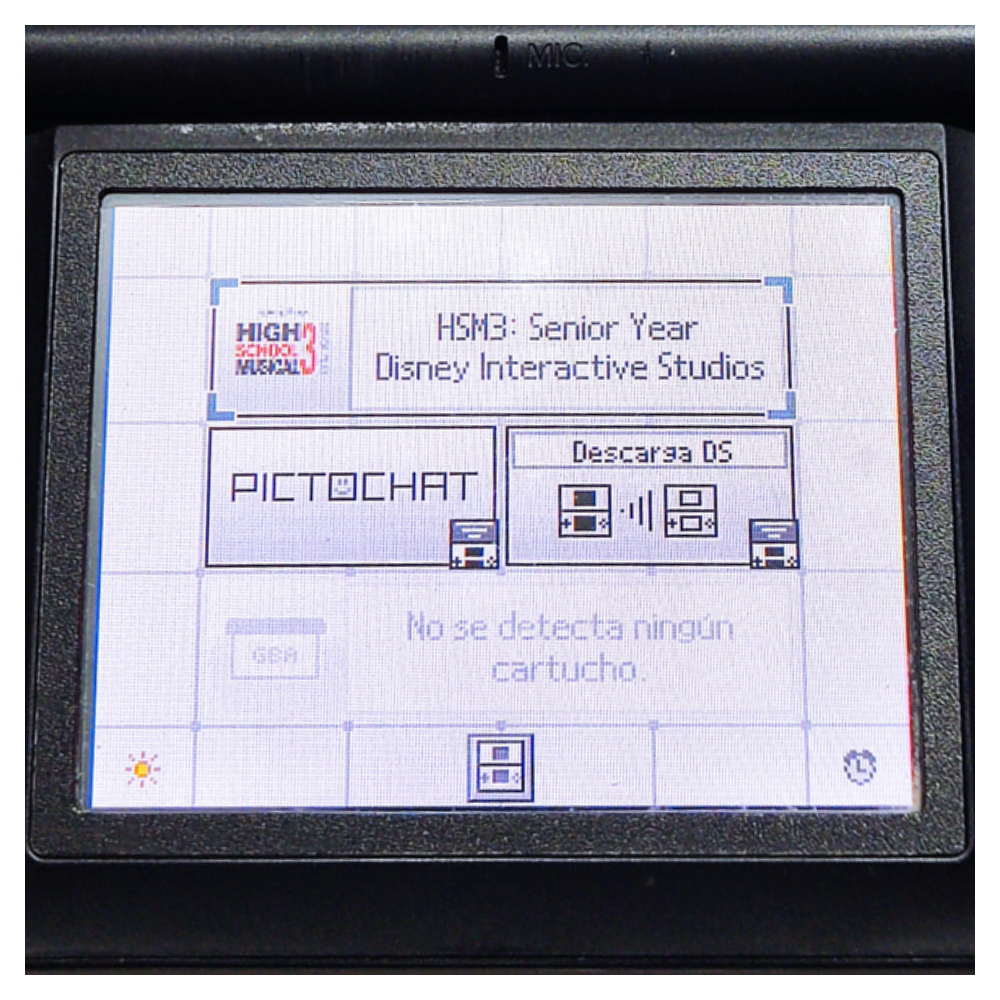 MIC.
HIGH
SCHOOL
MUSICAL 3
HSM3: Senior Year
Disney Interactive Studios
PICTOCHAT
Descarga DS
GBA
No se detecta ningún
cartucho.